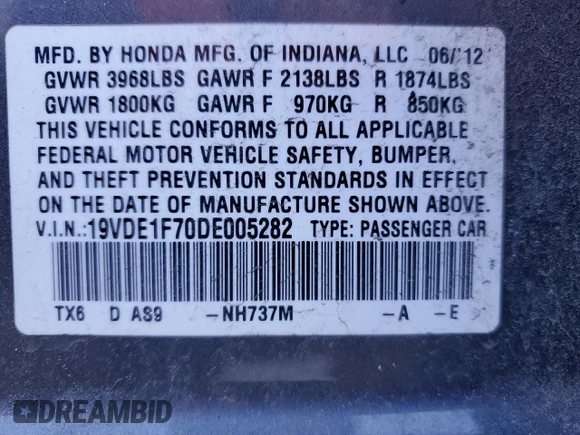 MFD. BY HONDA MFG. OF INDIANA, LLC 06/'12
GVWR 3968LBS GAWR F 2138LBS R 1874LBS
GVWR 1800KG GAWR F 970KG R 850KG
THIS VEHICLE CONFORMS TO ALL APPLICABLE
FEDERAL MOTOR VEHICLE SAFETY, BUMPER,
AND THEFT PREVENTION STANDARDS IN EFFECT
ON THE DATE OF MANUFACTURE SHOWN ABOVE.
V.I.N.:19VDE1F70DE005282 TYPE: PASSENGER CAR
TX6 D AS9 -NH737M -A -E
DREAMBID